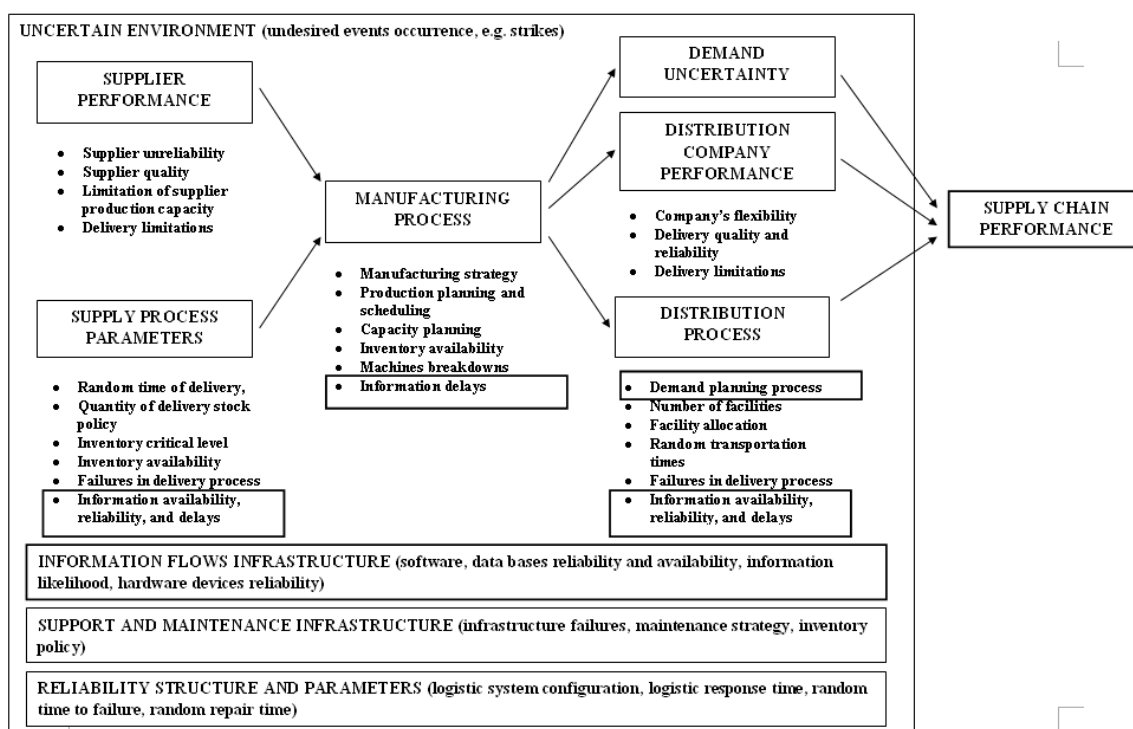 UNCERTAIN ENVIRONMENT (undesired events occurrence, e.g. strikes)
SUPPLIER
PERFORMANCE
• Supplier unreliability
• Supplier quality
• Limitation of supplier
production capacity
• Delivery limitations
SUPPLY PROCESS
PARAMETERS
• Random time of delivery,
• Quantity of delivery stock
policy
• Inventory critical level
• Inventory availability
• Failures in delivery process
• Information availability,
reliability, and delays
MANUFACTURING
PROCESS
• Manufacturing strategy
• Production planning and
scheduling
• Capacity planning
• Inventory availability
• Machines breakdowns
• Information delays
DEMAND
UNCERTAINTY
DISTRIBUTION
COMPANY
PERFORMANCE
• Company's flexibility
• Delivery quality and
reliability
• Delivery limitations
DISTRIBUTION
PROCESS
• Demand planning process
• Number of facilities
• Facility allocation
• Random transportation
times
• Failures in delivery process
• Information availability,
reliability, and delays
SUPPLY CHAIN
PERFORMANCE
INFORMATION FLOWS INFRASTRUCTURE (software, data bases reliability and availability, information
likelihood, hardware devices reliability)
SUPPORT AND MAINTENANCE INFRASTRUCTURE (infrastructure failures, maintenance strategy, inventory
policy)
RELIABILITY STRUCTURE AND PARAMETERS (logistic system configuration, logistic response time, random
time to failure, random repair time)